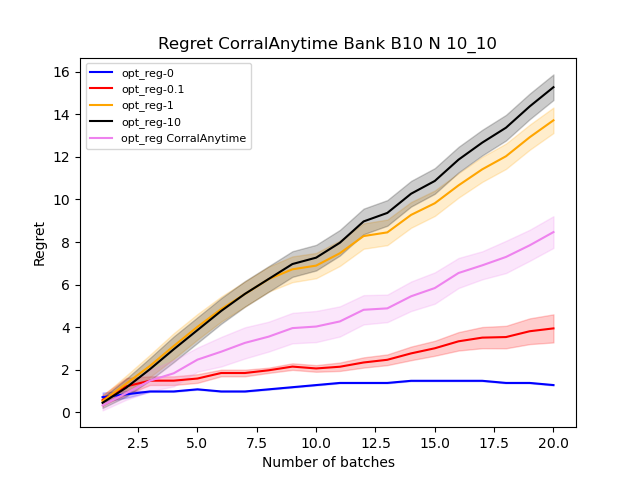 Regret CorralAnytime Bank B10 N 10_10
opt_reg-0
opt_reg-0.1
opt_reg-1
opt_reg-10
opt_reg CorralAnytime
Regret
16
14
12
10
8
6
4
2
0
2.5 5.0 7.5 10.0 12.5 15.0 17.5 20.0
Number of batches